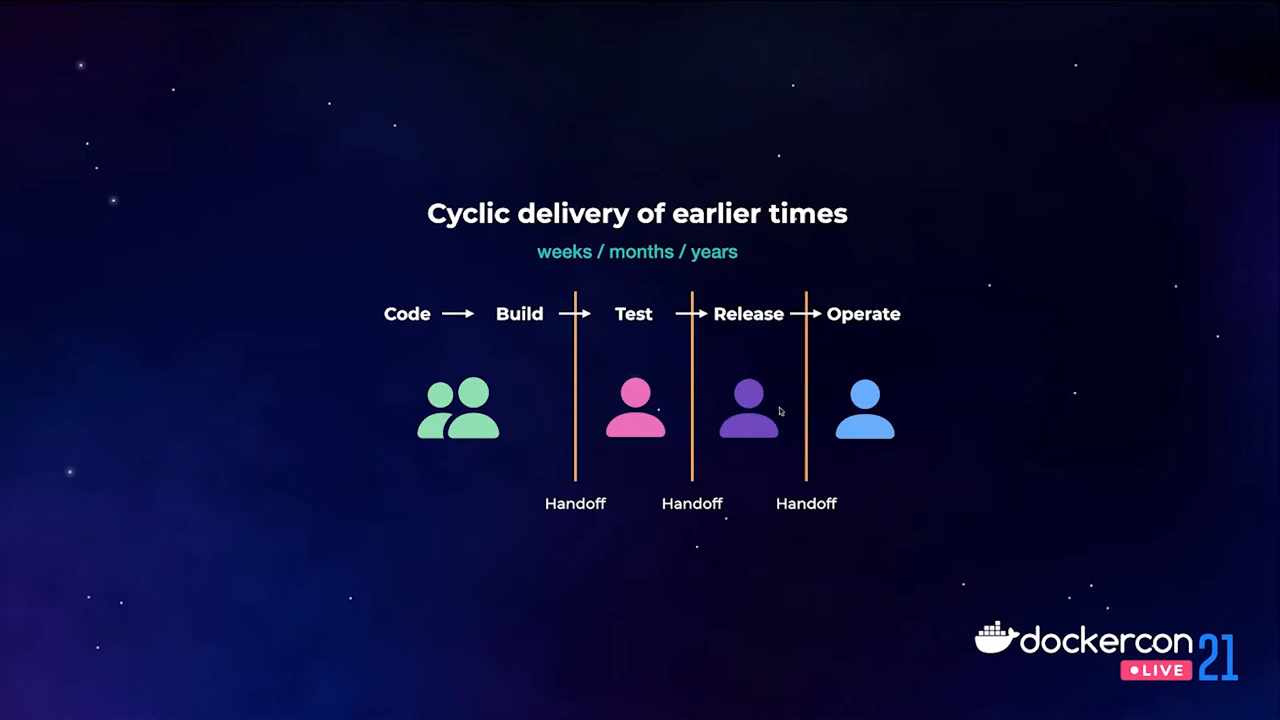 Cyclic delivery of earlier times
weeks / months / years
Code Build Test Release Operate
Handoff Handoff Handoff
dockercon 21
LIVE